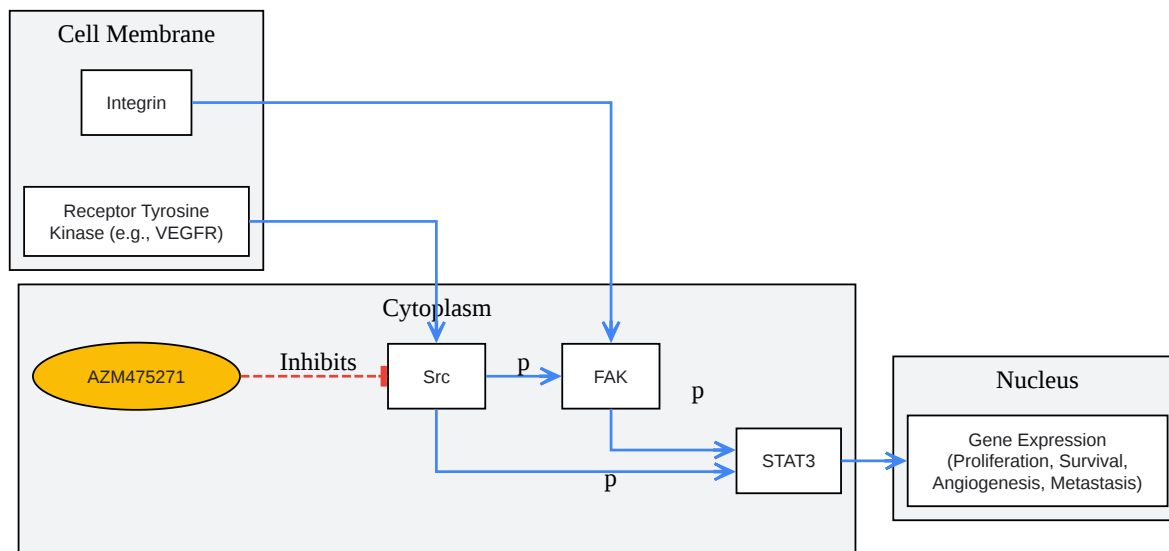 Cell Membrane
Integrin
Receptor Tyrosine
Kinase (e.g., VEGFR)
Cytoplasm
AZM475271
Inhibits
Src
p
FAK
p
p
STAT3
Nucleus
Gene Expression
(Proliferation, Survival,
Angiogenesis, Metastasis)